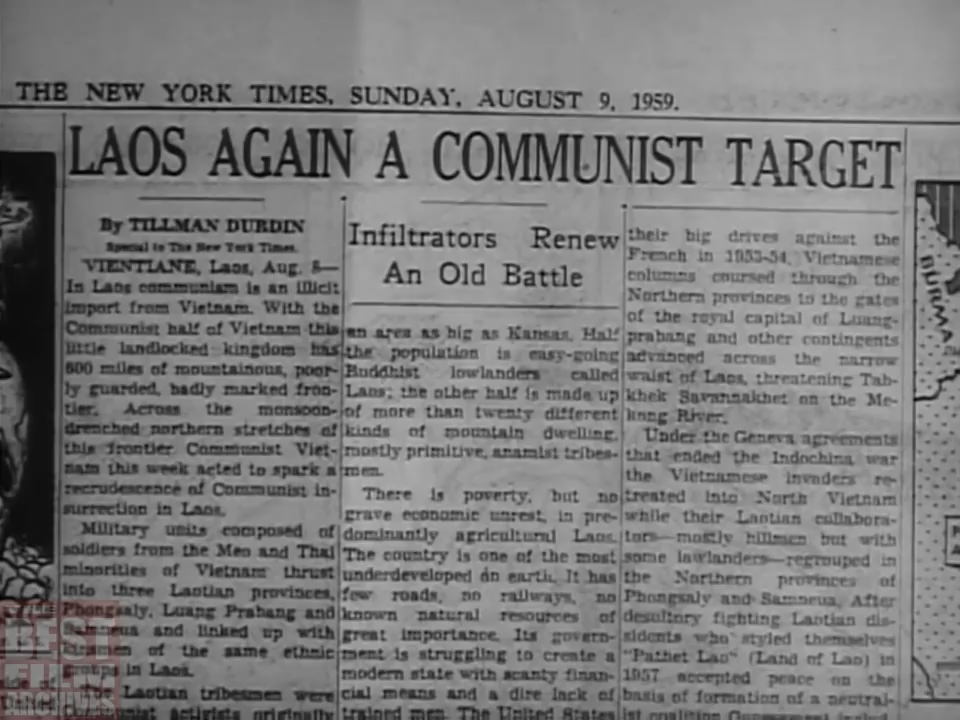 THE NEW YORK TIMES, SUNDAY, AUGUST 9, 1959.
LAOS AGAIN A COMMUNIST TARGET
By TILLMAN DURDIN
Special to The New York Times.
VIENTIANE, Laos, Aug. 8—
In Laos communism is an illicit
import from Vietnam. With the
Communist half of Vietnam this
little landlocked kingdom has
600 miles of mountainous, poor-
ly guarded, badly marked fron-
tier. Across the monsoon-
drenched northern stretches of
this frontier Communist Viet-
nam this week acted to spark a
recrudescence of Communist in-
surrection in Laos.
Military units composed of
soldiers from the Meo and Thai
minorities of Vietnam thrust
into three Laotian provinces,
Phongsaly, Luang Prabang and
Samneua and linked up with
of the same ethnic
groups in Laos.
Laotian tribesmen were
activists originally
Infiltrators Renew
An Old Battle
an area as big as Kansas. Half
the population is easy-going
Buddhist lowlanders called
Laos; the other half is made up
of more than twenty different
kinds of mountain dwelling,
mostly primitive, anamist tribes-
men.
There is poverty, but no
grave economic unrest, in pre-
dominantly agricultural Laos.
The country is one of the most
underdeveloped on earth. It has
few roads, no railways, no
known natural resources of
great importance. Its govern-
ment is struggling to create a
modern state with scanty finan-
cial means and a dire lack of
trained men. The United States
their big drives against the
French in 1953-54, Vietnamese
columns coursed through the
Northern provinces to the gates
of the royal capital of Luang-
prabang and other contingents
advanced across the narrow
waist of Laos, threatening Tah-
khek Savannakhet on the Me-
kong River.
Under the Geneva agreements
that ended the Indochina war
the Vietnamese invaders re-
treated into North Vietnam
while their Laotian collabora-
tors—mostly hillmen but with
some lawlanders—regrouped in
the Northern provinces of
Phongsaly and Samneua. After
desultory fighting Laotian dis-
sidents who styled themselves
"Pathet Lao" (Land of Lao) in
1957 accepted peace on the
basis of formation of a neutral-
ist coalition
BURMA
THE
BEST
FILM
ARCHIVES